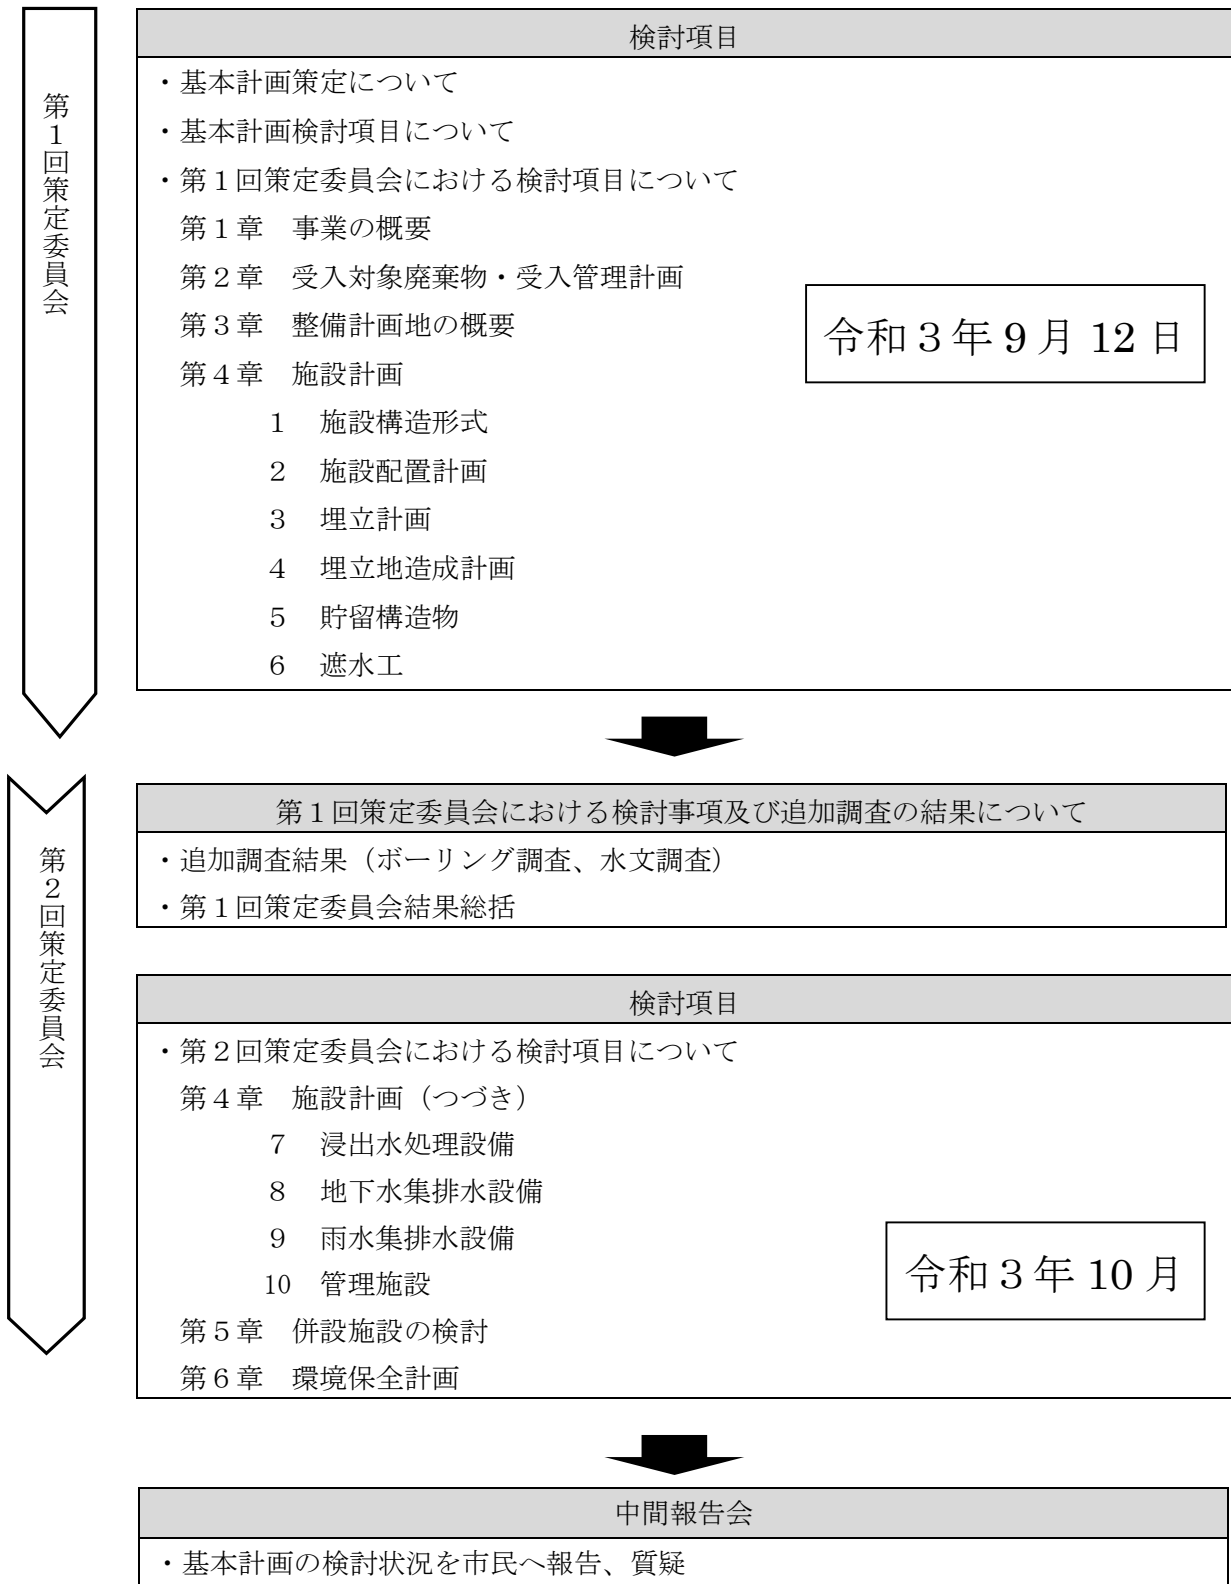 第１回策定委員会
検討項目
・基本計画策定について
・基本計画検討項目について
・第１回策定委員会における検討項目について
第１章　事業の概要
第２章　受入対象廃棄物・受入管理計画
第３章　整備計画地の概要
第４章　施設計画
１　施設構造形式
２　施設配置計画
３　埋立計画
４　埋立地造成計画
５　貯留構造物
６　遮水工
令和３年９月 12 日
第２回策定委員会
第１回策定委員会における検討事項及び追加調査の結果について
・追加調査結果（ボーリング調査、水文調査）
・第１回策定委員会結果総括
検討項目
・第２回策定委員会における検討項目について
第４章　施設計画（つづき）
７　浸出水処理設備
８　地下水集排水設備
９　雨水集排水設備
10　管理施設
第５章　併設施設の検討
第６章　環境保全計画
令和３年 10 月
中間報告会
・基本計画の検討状況を市民へ報告、質疑